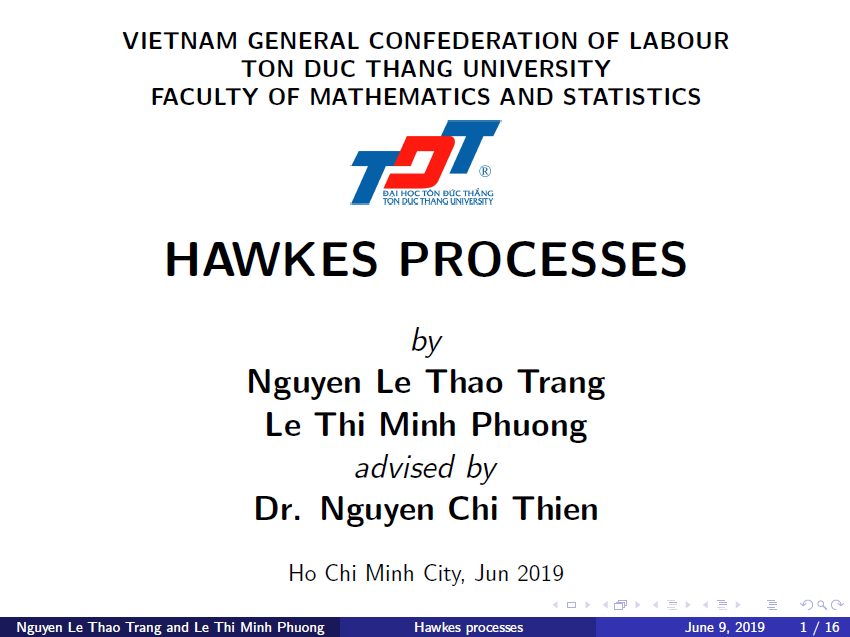 VIETNAM GENERAL CONFEDERATION OF LABOUR
TON DUC THANG UNIVERSITY
FACULTY OF MATHEMATICS AND STATISTICS
TDT ®
ĐẠI HỌC TÔN ĐỨC THẮNG
TON DUC THANG UNIVERSITY
HAWKES PROCESSES
by
Nguyen Le Thao Trang
Le Thi Minh Phuong
advised by
Dr. Nguyen Chi Thien
Ho Chi Minh City, Jun 2019
Nguyen Le Thao Trang and Le Thi Minh Phuong Hawkes processes June 9, 2019 1 / 16